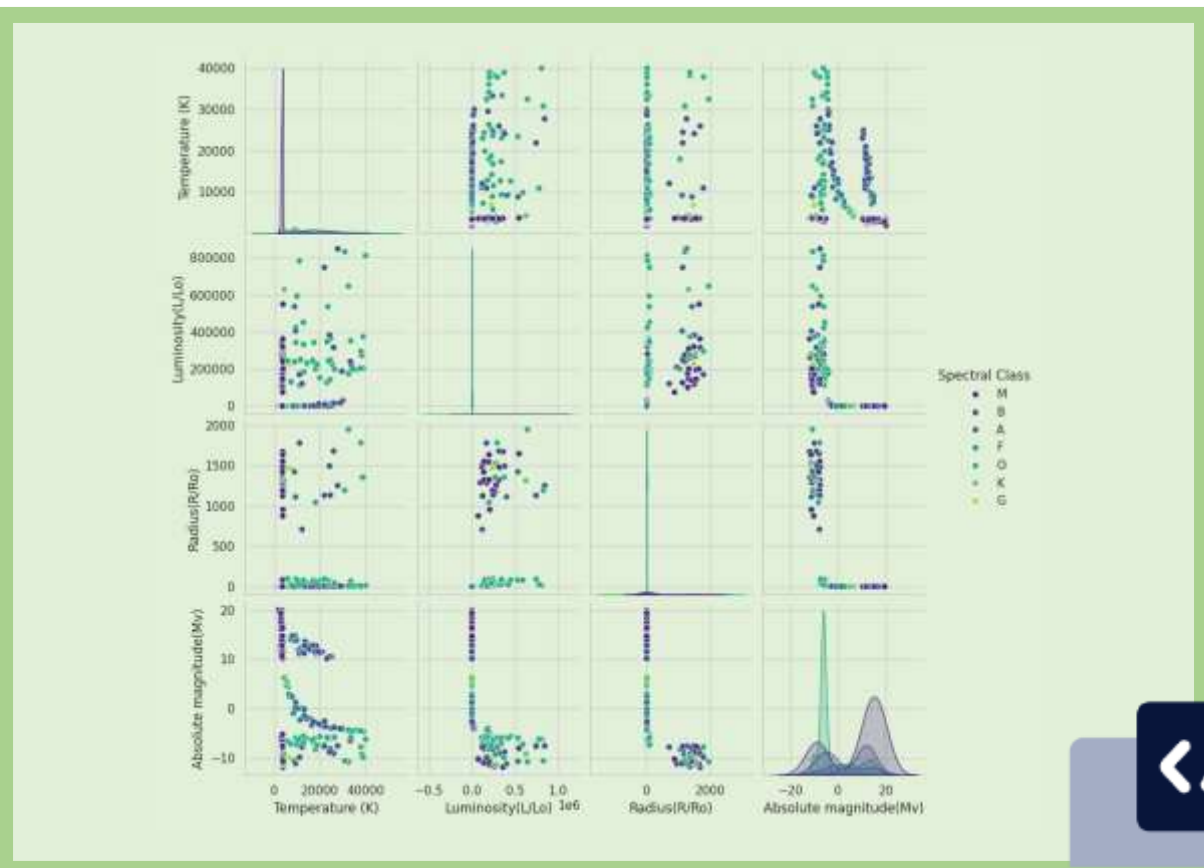 40000
30000
20000
10000
Temperature (K)
800000
600000
400000
200000
0
Luminosity(L/Lo)
2000
1500
1000
500
0
Radius(R/Ro)
20
10
0
−10
Absolute magnitude(Mv)
0 20000 40000
Temperature (K)
−0.5 0.0 0.5 1.0
1e6
Luminosity(L/Lo)
0 2000
Radius(R/Ro)
−20 0 20
Absolute magnitude(Mv)
Spectral Class
M
B
A
F
O
K
G